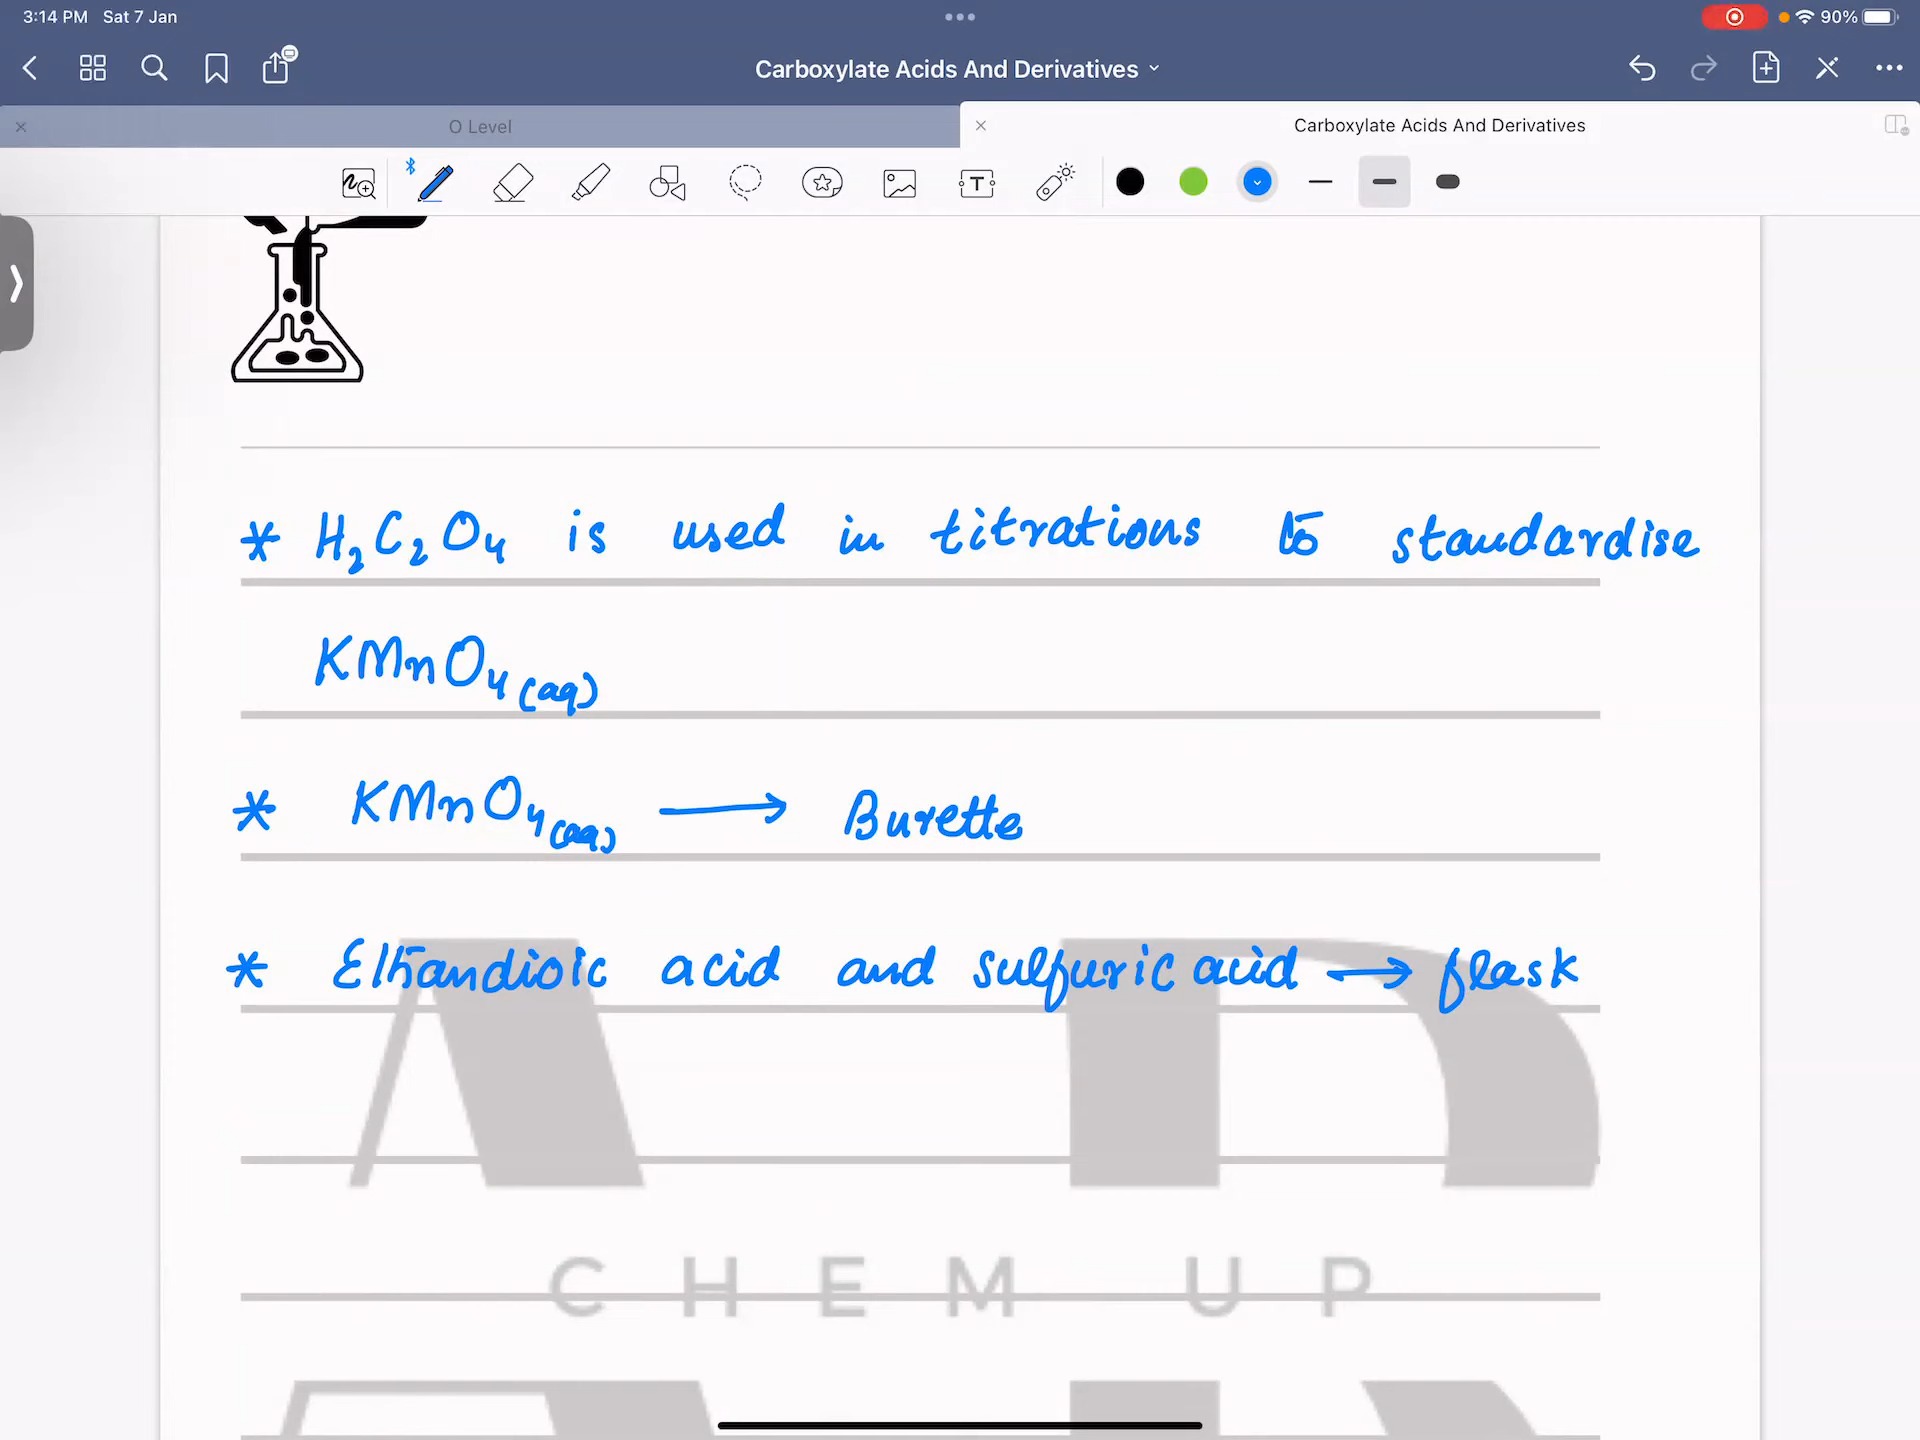 3:14 PM Sat 7 Jan
90%
Carboxylate Acids And Derivatives
O Level
Carboxylate Acids And Derivatives
* H₂C₂O₄ is used in titrations to standardise
KMnO₄(aq)
* KMnO₄(aq) ⟶ Burette
* Ethandioic acid and sulfuric acid ⟶ flask
CHEM UP